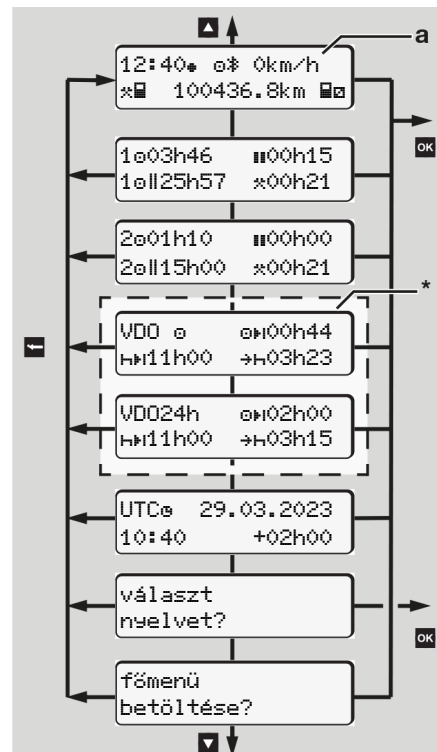 a
12:40 0km/h
100436.8km
OK
1 03h46 00h15
1 25h57 00h21
2 01h10 00h00
2 15h00 00h21
*
VDO 00h44
11h00 03h23
VDO24h 02h00
11h00 03h15
UTC 29.03.2023
10:40 +02h00
választ
nyelvet?
OK
főmenü
betöltése?